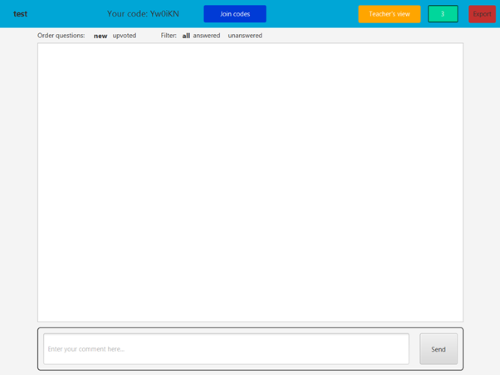 test Your code: Yw0iKN Join codes Teacher's view 3 Export
Order questions: new upvoted Filter: all answered unanswered
Enter your comment here... Send